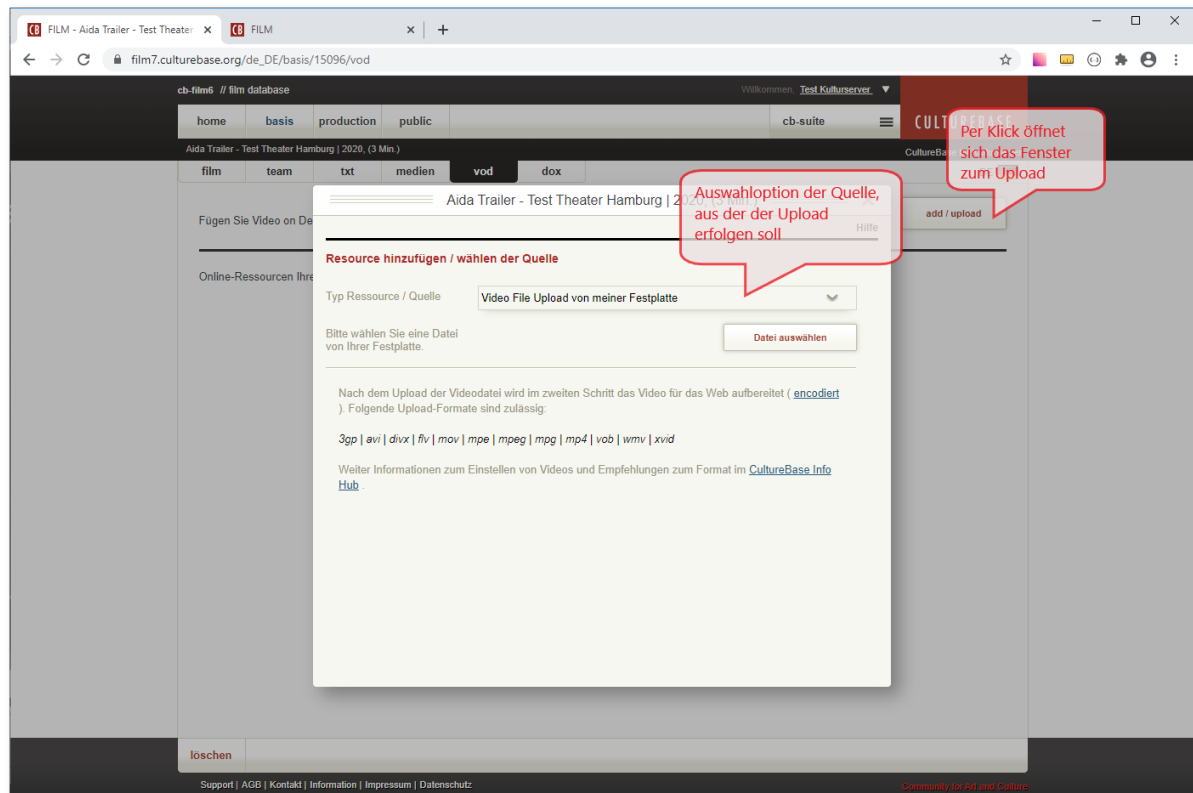 FILM - Aida Trailer - Test Theater
FILM
film7.culturebase.org/de_DE/basis/15096/vod
cb-film6 // film database
Willkommen, Test Kulturserver
home basis production public cb-suite
CULTUREBASE
Aida Trailer - Test Theater Hamburg | 2020, (3 Min.)
CultureBase
film team txt medien vod dox
Per Klick öffnet
sich das Fenster
zum Upload
Aida Trailer - Test Theater Hamburg | 2020, (3 Min.)
Auswahloption der Quelle,
aus der der Upload
erfolgen soll
Fügen Sie Video on De
add / upload
Hilfe
Resource hinzufügen / wählen der Quelle
Online-Ressourcen Ihre
Typ Ressource / Quelle
Video File Upload von meiner Festplatte
Bitte wählen Sie eine Datei
von Ihrer Festplatte.
Datei auswählen
Nach dem Upload der Videodatei wird im zweiten Schritt das Video für das Web aufbereitet ( encodiert
). Folgende Upload-Formate sind zulässig:
3gp | avi | divx | flv | mov | mpe | mpeg | mpg | mp4 | vob | wmv | xvid
Weiter Informationen zum Einstellen von Videos und Empfehlungen zum Format im CultureBase Info
Hub .
löschen
Support | AGB | Kontakt | Information | Impressum | Datenschutz
Community for Art and Culture